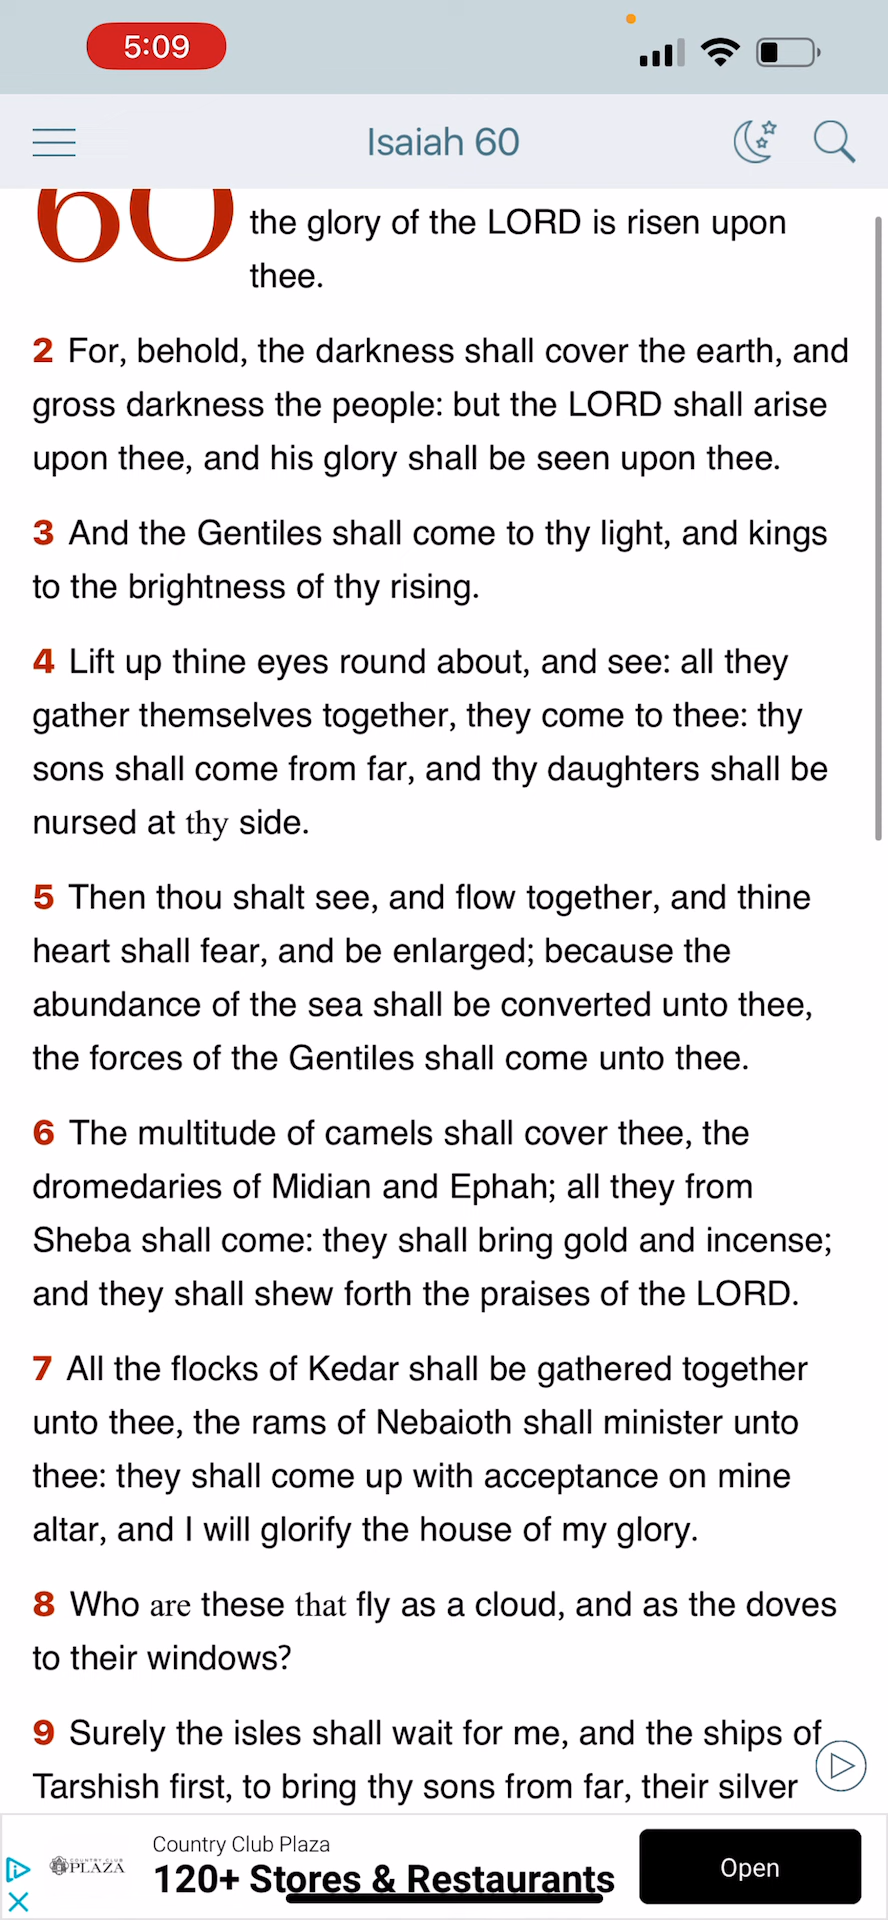 5:09
Isaiah 60
60 the glory of the LORD is risen upon
thee.
2 For, behold, the darkness shall cover the earth, and
gross darkness the people: but the LORD shall arise
upon thee, and his glory shall be seen upon thee.
3 And the Gentiles shall come to thy light, and kings
to the brightness of thy rising.
4 Lift up thine eyes round about, and see: all they
gather themselves together, they come to thee: thy
sons shall come from far, and thy daughters shall be
nursed at thy side.
5 Then thou shalt see, and flow together, and thine
heart shall fear, and be enlarged; because the
abundance of the sea shall be converted unto thee,
the forces of the Gentiles shall come unto thee.
6 The multitude of camels shall cover thee, the
dromedaries of Midian and Ephah; all they from
Sheba shall come: they shall bring gold and incense;
and they shall shew forth the praises of the LORD.
7 All the flocks of Kedar shall be gathered together
unto thee, the rams of Nebaioth shall minister unto
thee: they shall come up with acceptance on mine
altar, and I will glorify the house of my glory.
8 Who are these that fly as a cloud, and as the doves
to their windows?
9 Surely the isles shall wait for me, and the ships of
Tarshish first, to bring thy sons from far, their silver
COUNTRY CLUB
PLAZA
Country Club Plaza
120+ Stores & Restaurants
Open